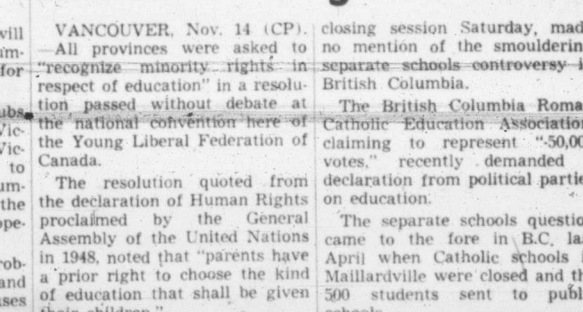 will
um-
for
ubs
Vic-
Vic-
to
um-
the
ope-
rob-
and
ises
VANCOUVER, Nov. 14 (CP).
—All provinces were asked to
"recognize minority rights in
respect of education" in a resolu-
tion passed without debate at
the national convention here of
the Young Liberal Federation of
Canada.
The resolution quoted from
the declaration of Human Rights
proclaimed by the General
Assembly of the United Nations
in 1948, noted that "parents have
a prior right to choose the kind
of education that shall be given
their children."
closing session Saturday, mad
no mention of the smoulderin
separate schools controversy i
British Columbia.
The British Columbia Roma
Catholic Education Association
claiming to represent "50,00
votes," recently demanded
declaration from political partie
on education.
The separate schools questio
came to the fore in B.C. la
April when Catholic schools i
Maillardville were closed and th
500 students sent to publ
schools